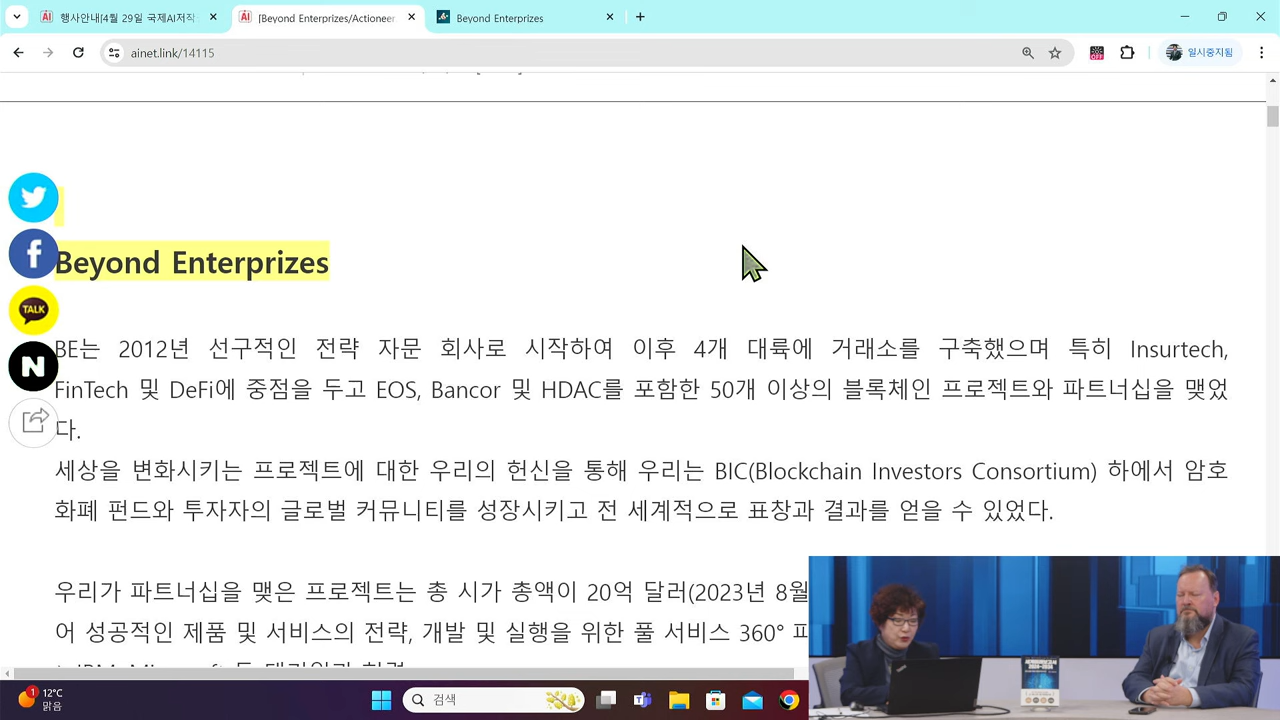 행사안내[4월 29일 국제AI저작
[Beyond Enterprizes/Actioneer
Beyond Enterprizes
ainet.link/14115
OFF
일시중지됨
Beyond Enterprizes
TALK
N
BE는 2012년 선구적인 전략 자문 회사로 시작하여 이후 4개 대륙에 거래소를 구축했으며 특히 Insurtech,
FinTech 및 DeFi에 중점을 두고 EOS, Bancor 및 HDAC를 포함한 50개 이상의 블록체인 프로젝트와 파트너십을 맺었
다.
세상을 변화시키는 프로젝트에 대한 우리의 헌신을 통해 우리는 BIC(Blockchain Investors Consortium) 하에서 암호
화폐 펀드와 투자자의 글로벌 커뮤니티를 성장시키고 전 세계적으로 표창과 결과를 얻을 수 있었다.
우리가 파트너십을 맺은 프로젝트는 총 시가 총액이 20억 달러(2023년 8월
어 성공적인 제품 및 서비스의 전략, 개발 및 실행을 위한 풀 서비스 360° 파
세계미래보고서
2024-2034
1
12°C
맑음
검색